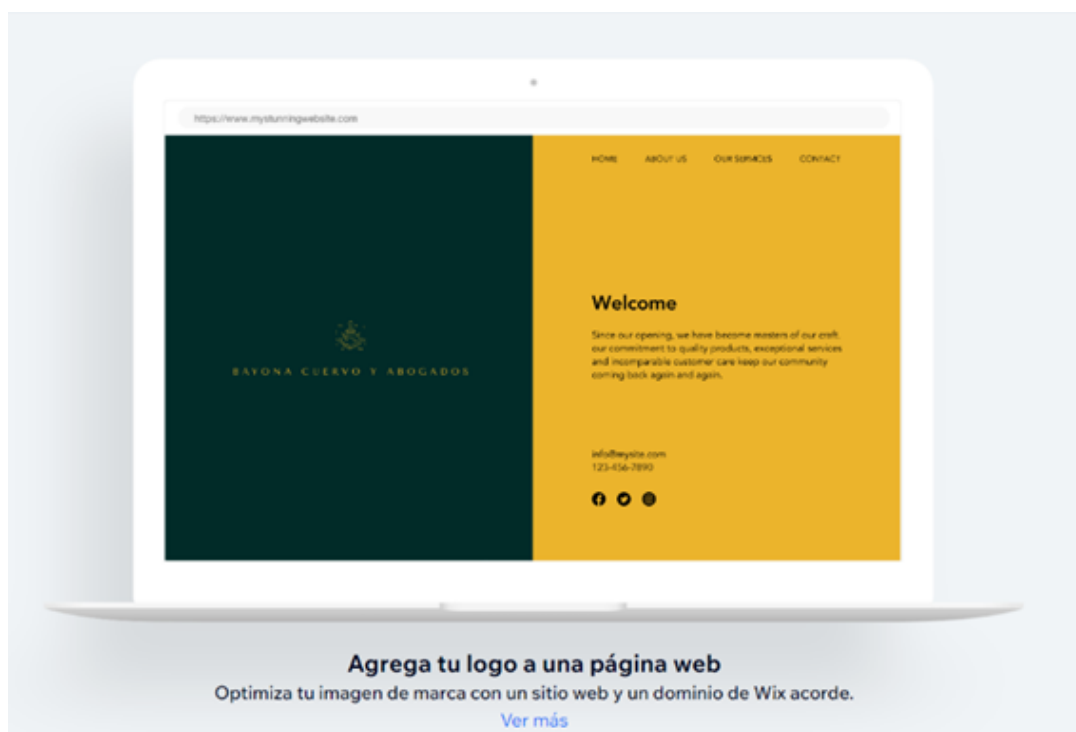 https://www.mystunningwebsite.com
HOME ABOUT US OUR SERVICES CONTACT
BAYONA CUERVO Y ABOGADOS
Welcome
Since our opening, we have become masters of our craft.
our commitment to quality products, exceptional services
and incomparable customer care keep our community
coming back again and again.
info@mysite.com
123-456-7890
Agrega tu logo a una página web
Optimiza tu imagen de marca con un sitio web y un dominio de Wix acorde.
Ver más